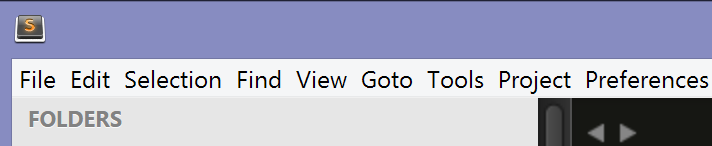 S
File Edit Selection Find View Goto Tools Project Preferences
FOLDERS